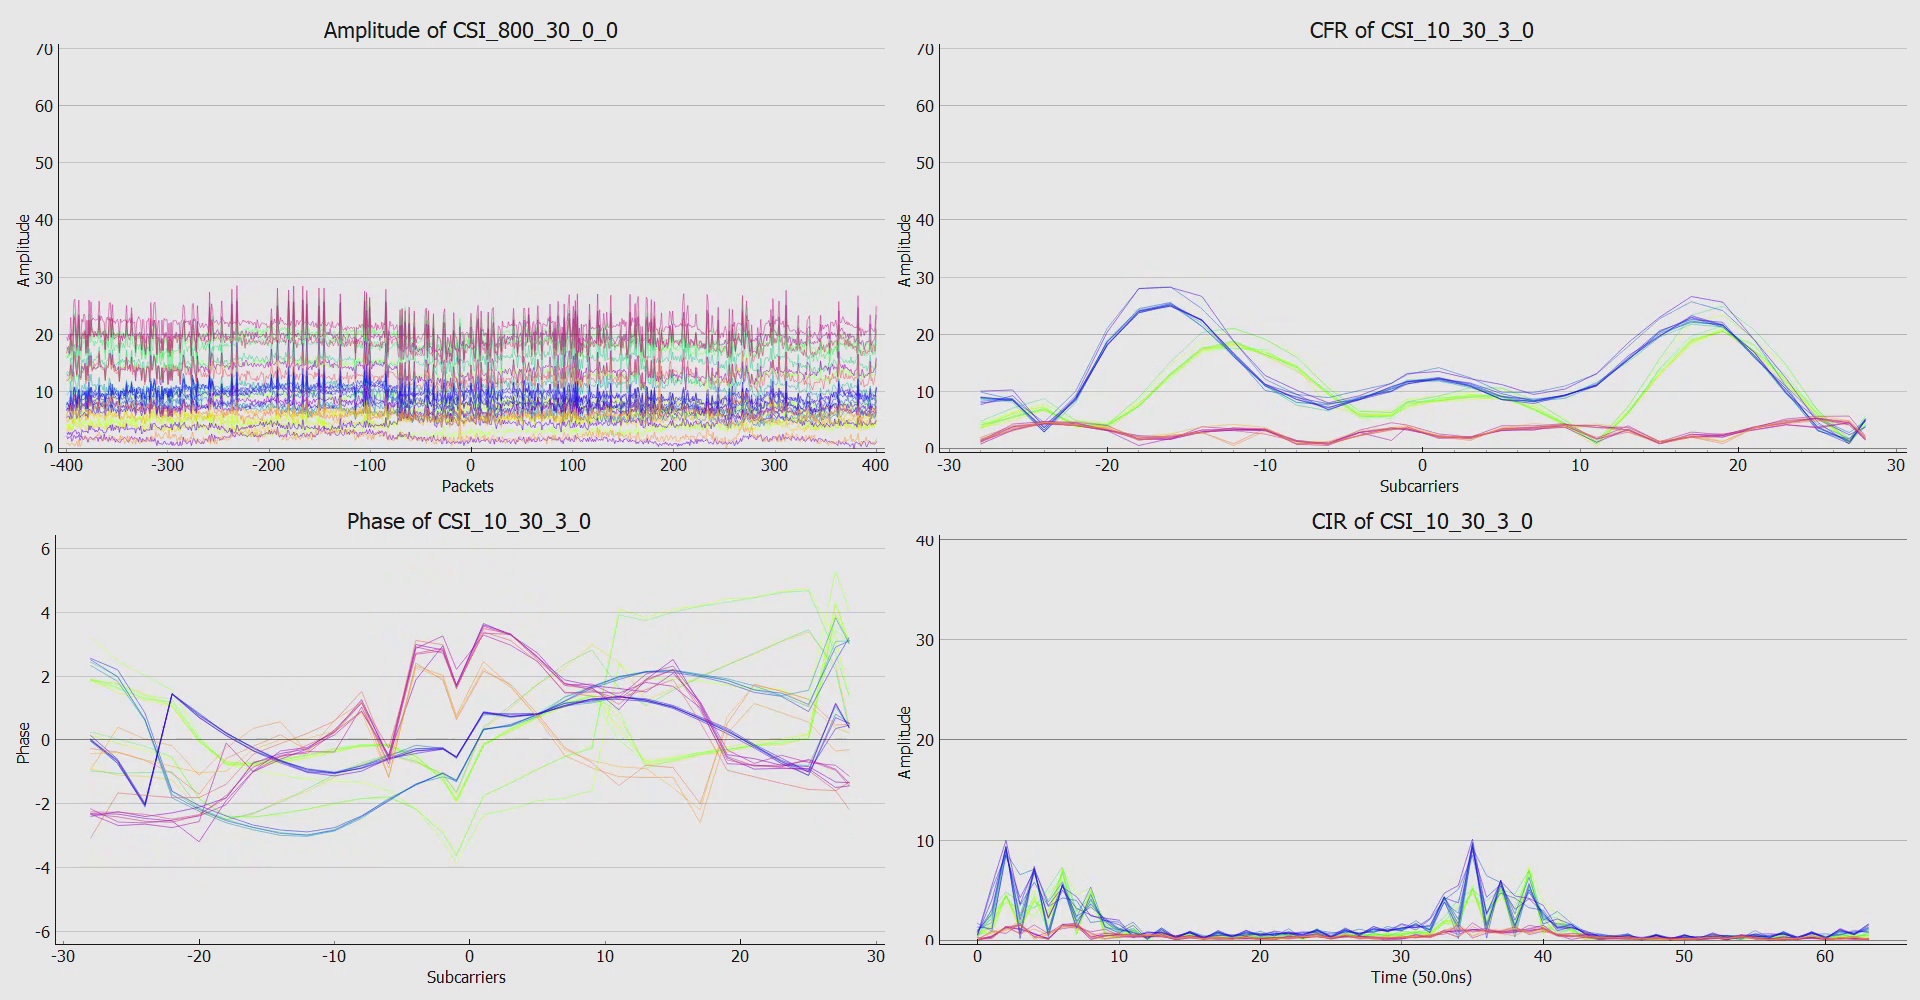 Amplitude of CSI_800_30_0_0
70
60
50
40
30
20
10
0
Amplitude
-400 -300 -200 -100 0 100 200 300 400
Packets
CFR of CSI_10_30_3_0
70
60
50
40
30
20
10
0
Amplitude
-30 -20 -10 0 10 20 30
Subcarriers
Phase of CSI_10_30_3_0
6
4
2
0
-2
-4
-6
Phase
-30 -20 -10 0 10 20 30
Subcarriers
CIR of CSI_10_30_3_0
40
30
20
10
0
Amplitude
0 10 20 30 40 50 60
Time (50.0ns)